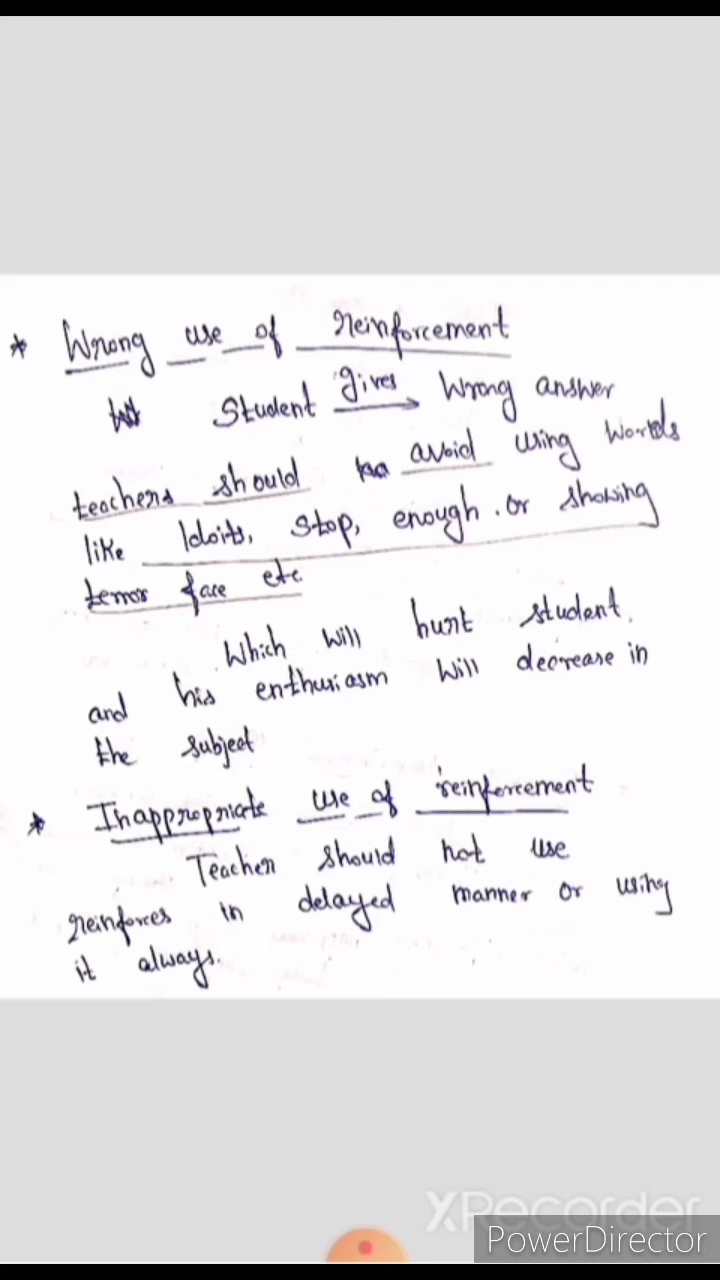 * Wrong use of reinforcement
Student gives → Wrong answer
teachers should avoid using words
like Idoits, stop, enough. or showing
terror face etc
Which will hurt student.
and his enthusiasm will decrease in
the subject
* Inappropriate use of reinforcement
Teacher should not use
reinforces in delayed manner or using
it always.
XRecorder
PowerDirector